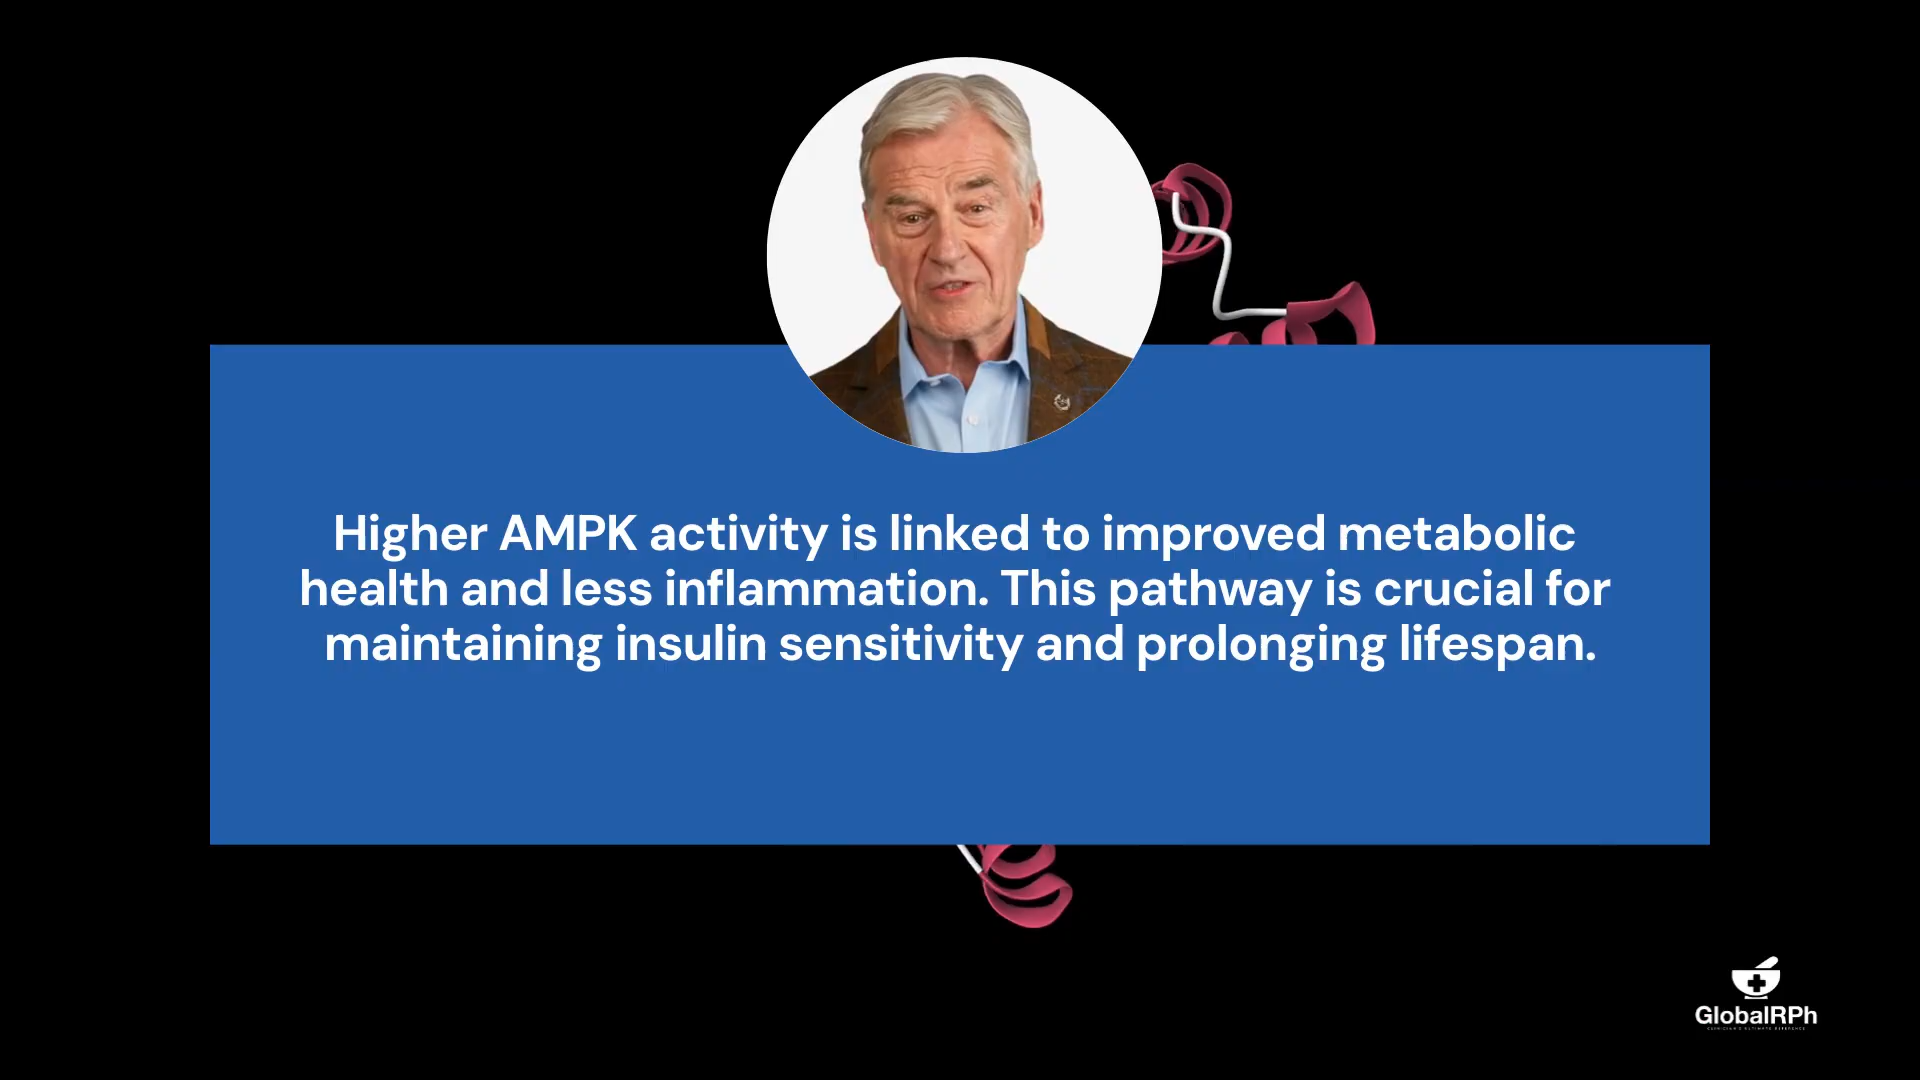 Higher AMPK activity is linked to improved metabolic
health and less inflammation. This pathway is crucial for
maintaining insulin sensitivity and prolonging lifespan.
GlobalRPh